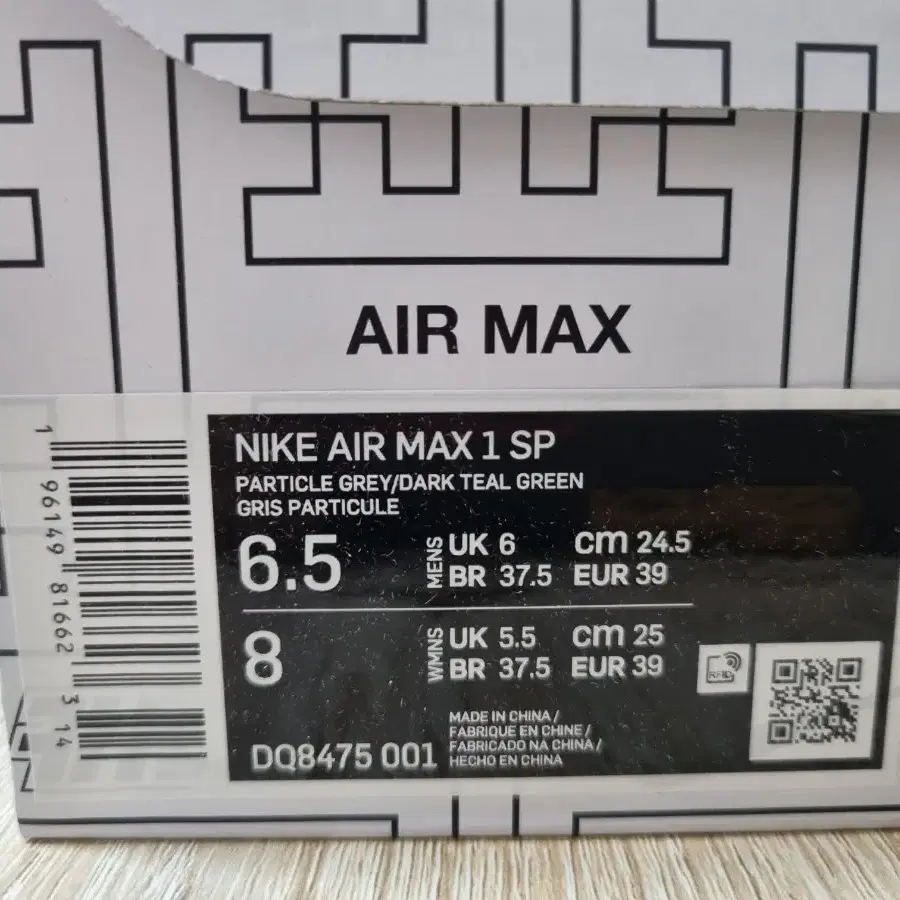 AIR MAX
NIKE AIR MAX 1 SP
PARTICLE GREY/DARK TEAL GREEN
GRIS PARTICULE
6.5 MENS UK 6 cm 24.5
BR 37.5 EUR 39
8 WMNS UK 5.5 cm 25
BR 37.5 EUR 39
RFID
DQ8475 001
MADE IN CHINA /
FABRIQUE EN CHINE /
FABRICADO NA CHINA /
HECHO EN CHINA
1 96149 81662 3 14